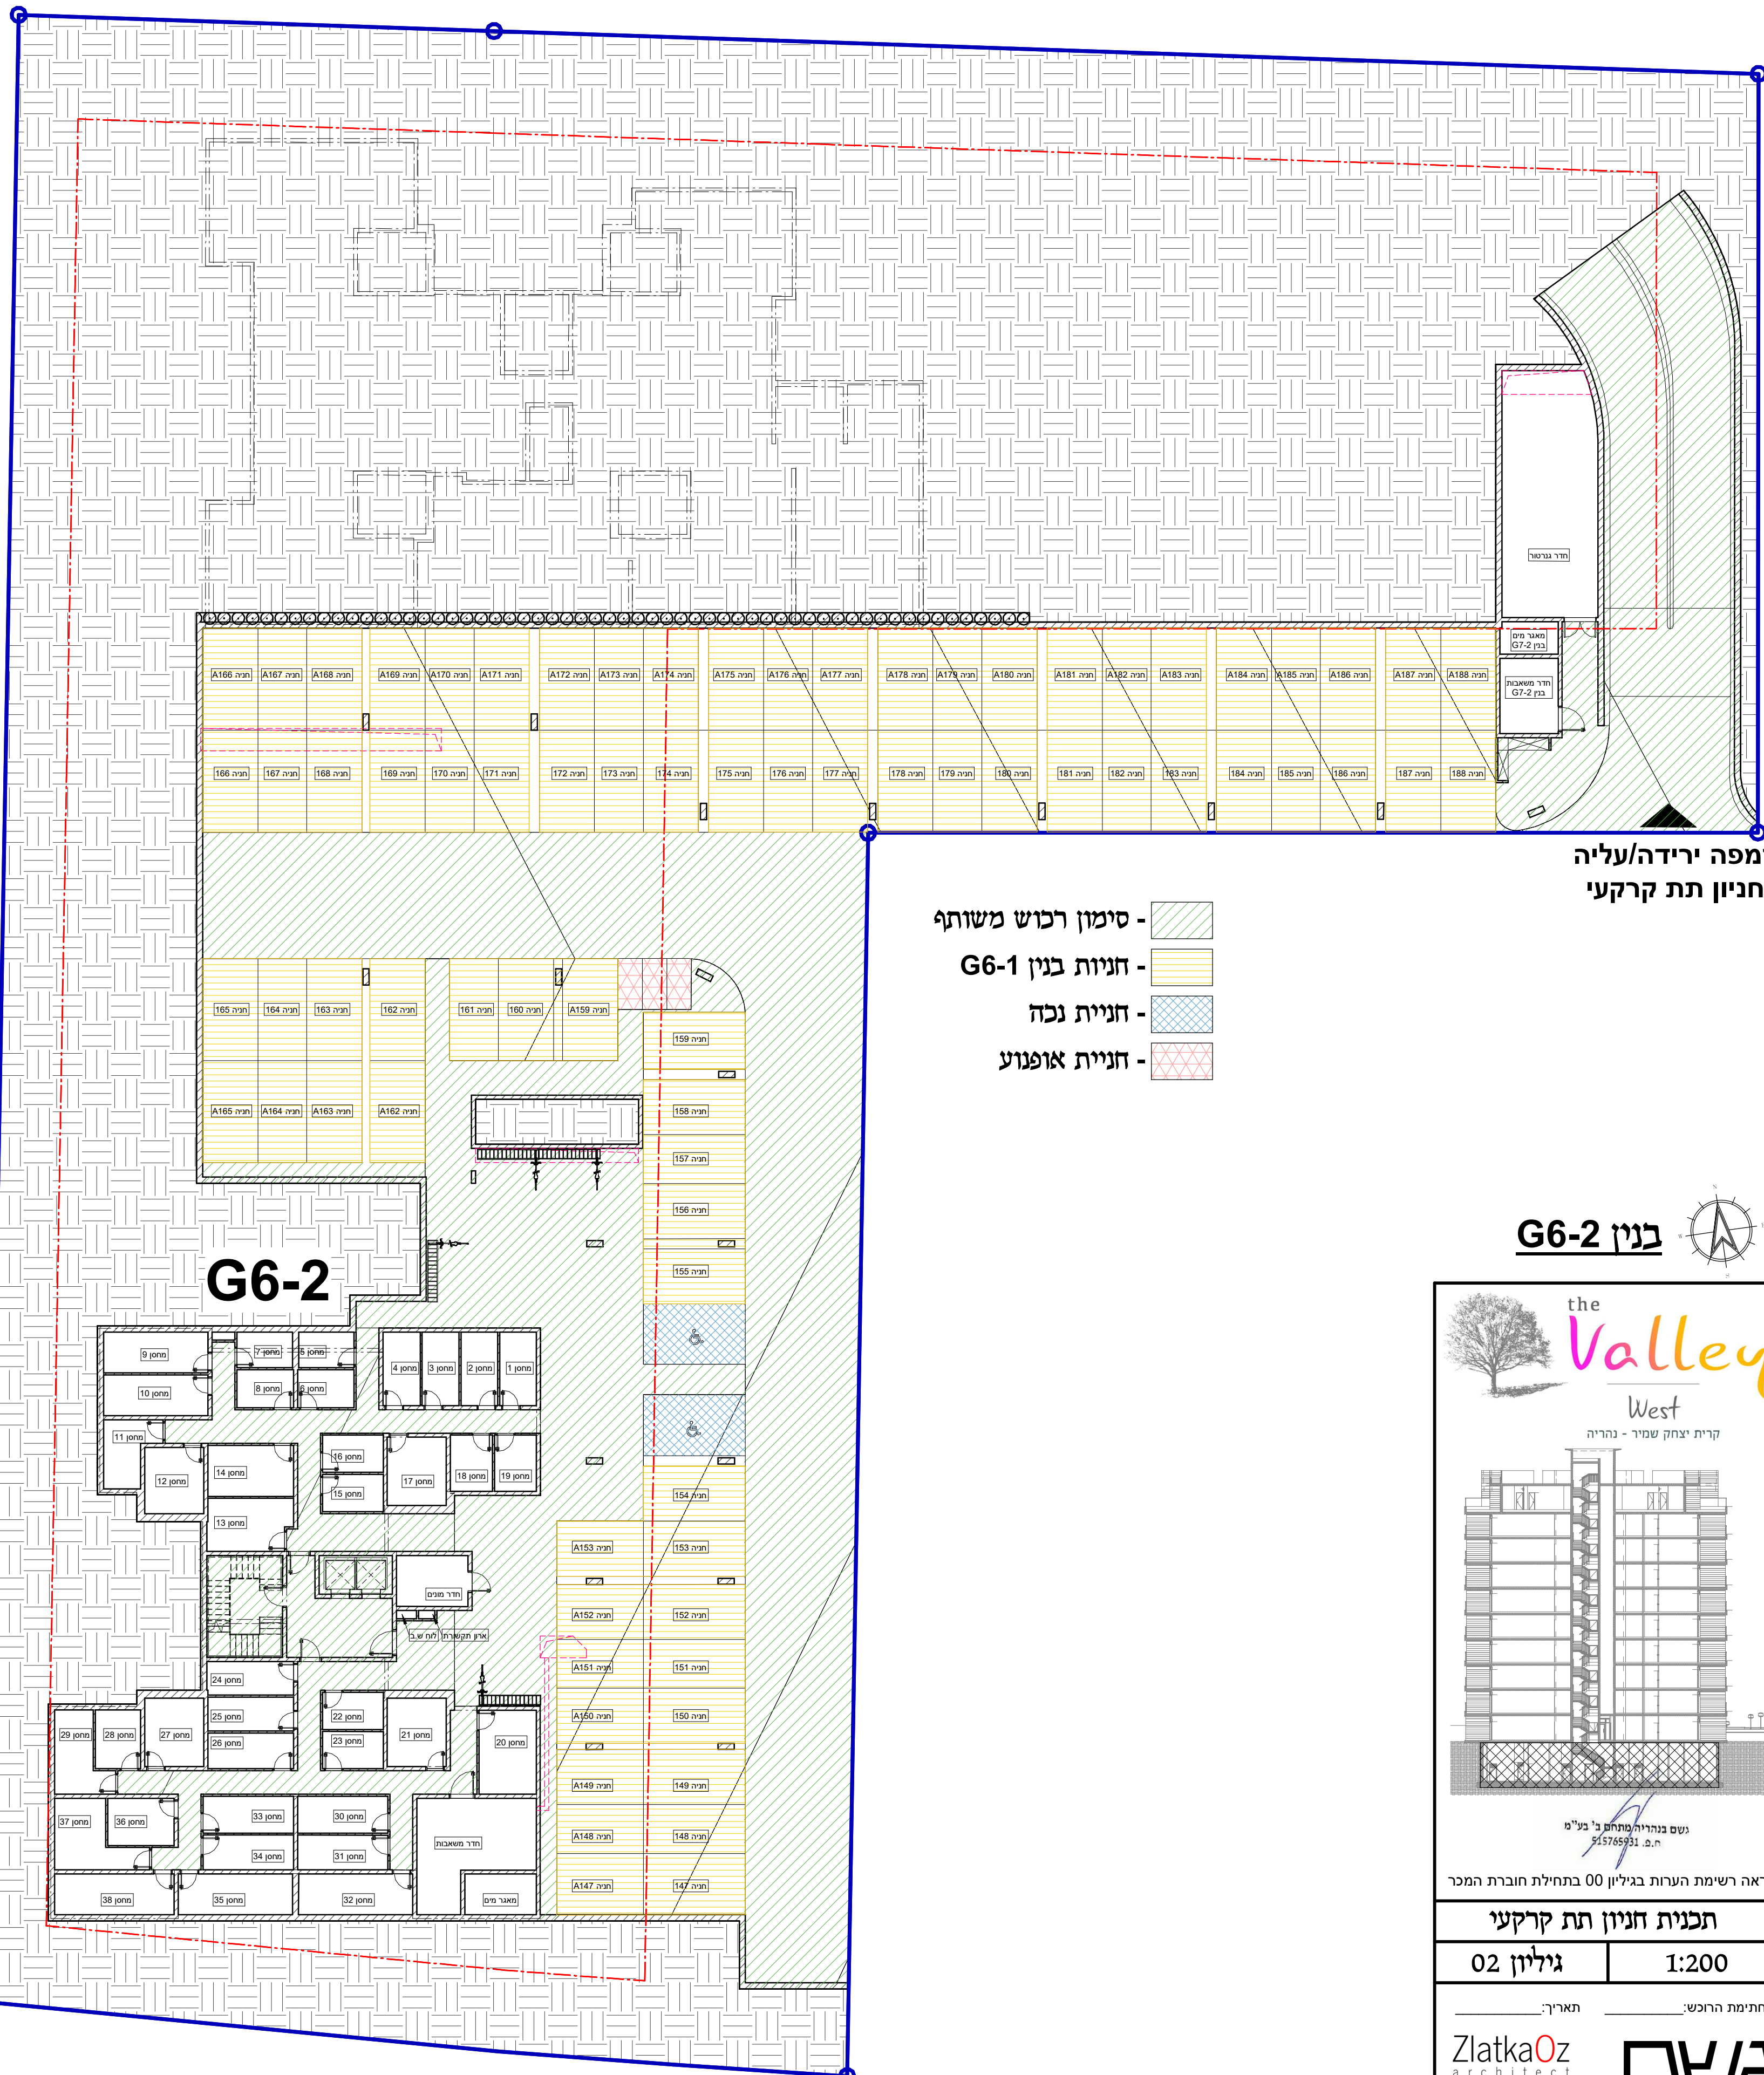 חדר גנרטור
מאגר מים
בנין G7-2
חדר משאבות
בנין G7-2
חניה A166
חניה A167
חניה A168
חניה A169
חניה A170
חניה A171
חניה A172
חניה A173
חניה A174
חניה A175
חניה A176
חניה A177
חניה A178
חניה A179
חניה A180
חניה A181
חניה A182
חניה A183
חניה A184
חניה A185
חניה A186
חניה A187
חניה A188
חניה 166
חניה 167
חניה 168
חניה 169
חניה 170
חניה 171
חניה 172
חניה 173
חניה 174
חניה 175
חניה 176
חניה 177
חניה 178
חניה 179
חניה 180
חניה 181
חניה 182
חניה 183
חניה 184
חניה 185
חניה 186
חניה 187
חניה 188
ירידה/עליה
תת קרקעי
- סימון רכוש משותף
- חניות בנין G6-1
- חניית נכה
- חניית אופנוע
חניה 165
חניה 164
חניה 163
חניה 162
חניה 161
חניה 160
חניה A159
חניה 159
חניה A165
חניה A164
חניה A163
חניה A162
חניה 158
חניה 157
חניה 156
חניה 155
G6-2
מחסן 9
מחסן 7
מחסן 5
מחסן 4
מחסן 3
מחסן 2
מחסן 1
מחסן 10
מחסן 8
מחסן 6
מחסן 11
מחסן 12
מחסן 14
מחסן 16
מחסן 15
מחסן 17
מחסן 18
מחסן 19
מחסן 13
חניה 154
חניה A153
חניה 153
חדר מונים
חניה A152
חניה 152
לוח ש.ב
ארון תקשורת
חניה A151
חניה 151
מחסן 24
מחסן 25
מחסן 26
מחסן 22
מחסן 23
מחסן 21
מחסן 20
חניה A150
חניה 150
מחסן 29
מחסן 28
מחסן 27
חניה A149
חניה 149
מחסן 37
מחסן 36
מחסן 33
מחסן 30
חדר משאבות
חניה A148
חניה 148
מחסן 34
מחסן 31
מחסן 38
מחסן 35
מחסן 32
מאגר מים
חניה A147
חניה 147
בנין G6-2
the
Valley
West
קרית יצחק שמיר - נהריה
גשם בנהריה מתחם ב' בע"מ
ח.פ. 515765931
רשימת הערות בגיליון 00 בתחילת חוברת המכר
תכנית חניון תת קרקעי
גיליון 02
1:200
חתימת הרוכש:__________ תאריך:__________
ZlatkaOz
architect